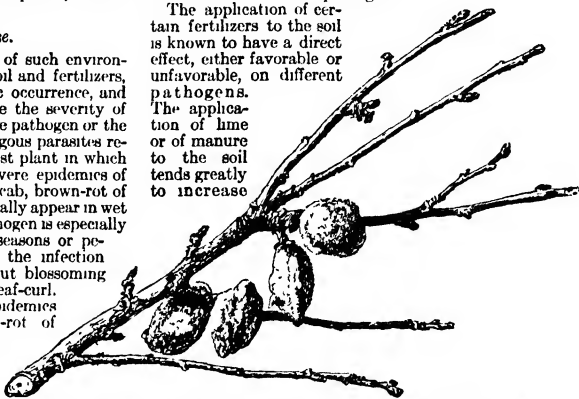 se.
of such environ-
oil and fertilizers,
e occurrence, and
e the severity of
e pathogen or the
gous parasites re-
st plant in which
vere epidemics of
cab, brown-rot of
ally appear in wet
hogen is especially
seasons or pe-
the infection
ut blossoming
eaf-curl.
pidemics
-rot of
The application of cer-
tain fertilizers to the soil
is known to have a direct
effect, either favorable or
unfavorable, on different
pathogens.
The applica-
tion of lime
or of manure
to the soil
tends greatly
to increase